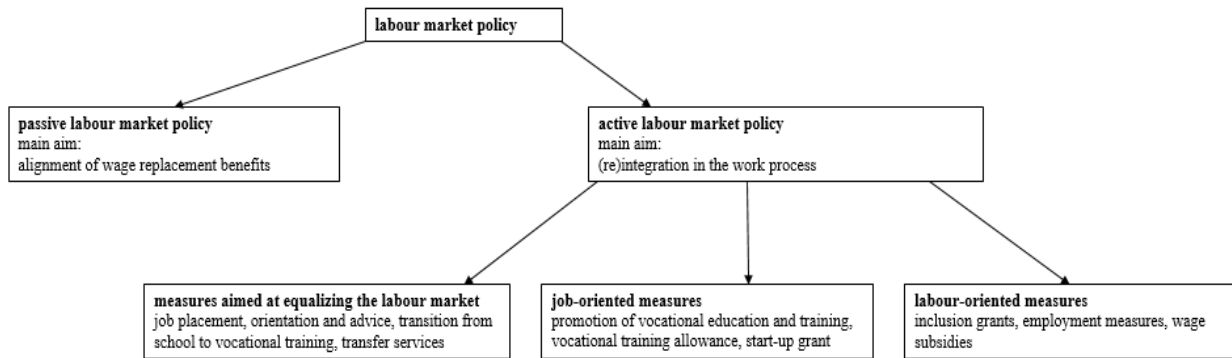 labour market policy
passive labour market policy
main aim:
alignment of wage replacement benefits
active labour market policy
main aim:
(re)integration in the work process
measures aimed at equalizing the labour market
job placement, orientation and advice, transition from
school to vocational training, transfer services
job-oriented measures
promotion of vocational education and training,
vocational training allowance, start-up grant
labour-oriented measures
inclusion grants, employment measures, wage
subsidies